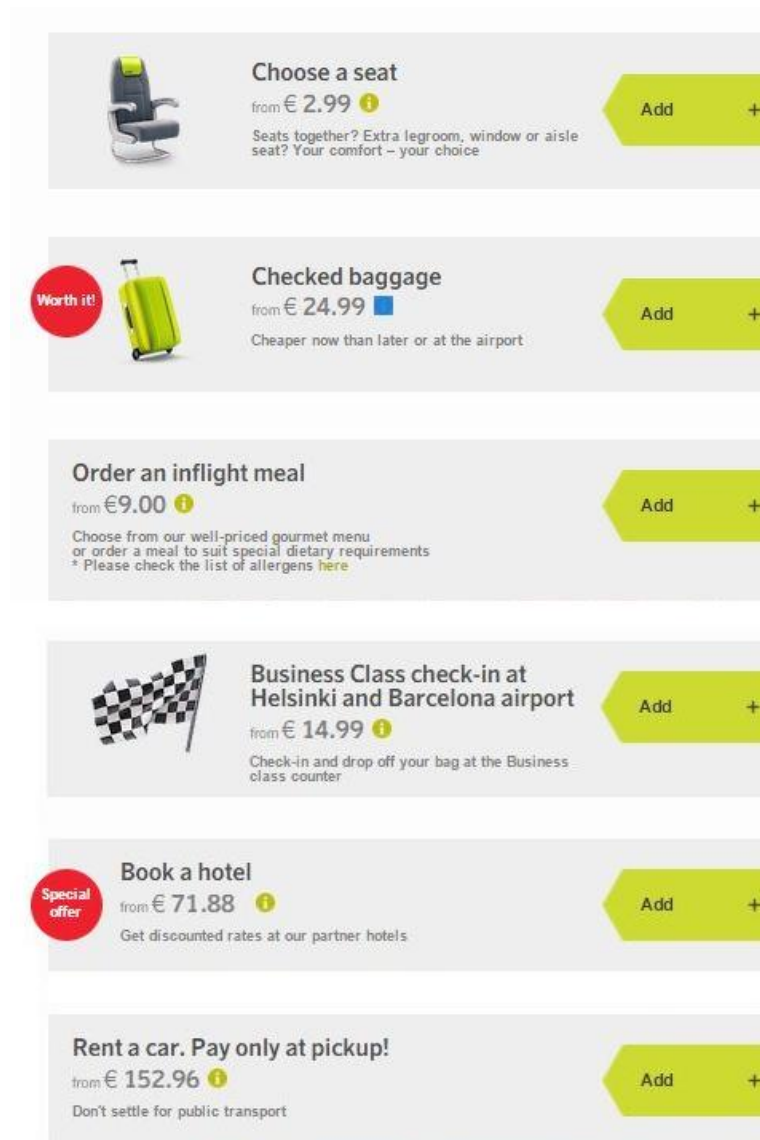 Choose a seat
from € 2.99 i
Seats together? Extra legroom, window or aisle
seat? Your comfort – your choice
Add +
Worth it!
Checked baggage
from € 24.99
Cheaper now than later or at the airport
Add +
Order an inflight meal
from €9.00 i
Choose from our well-priced gourmet menu
or order a meal to suit special dietary requirements
* Please check the list of allergens here
Add +
Business Class check-in at
Helsinki and Barcelona airport
from € 14.99 i
Check-in and drop off your bag at the Business
class counter
Add +
Special
offer
Book a hotel
from € 71.88 i
Get discounted rates at our partner hotels
Add +
Rent a car. Pay only at pickup!
from € 152.96 i
Don't settle for public transport
Add +